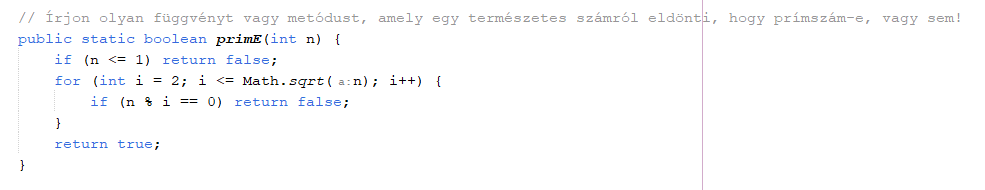 // Írjon olyan függvényt vagy metódust, amely egy természetes számról eldönti, hogy prímszám-e, vagy sem!
public static boolean primE(int n) {
if (n <= 1) return false;
for (int i = 2; i <= Math.sqrt( a: n); i++) {
if (n % i == 0) return false;
}
return true;
}